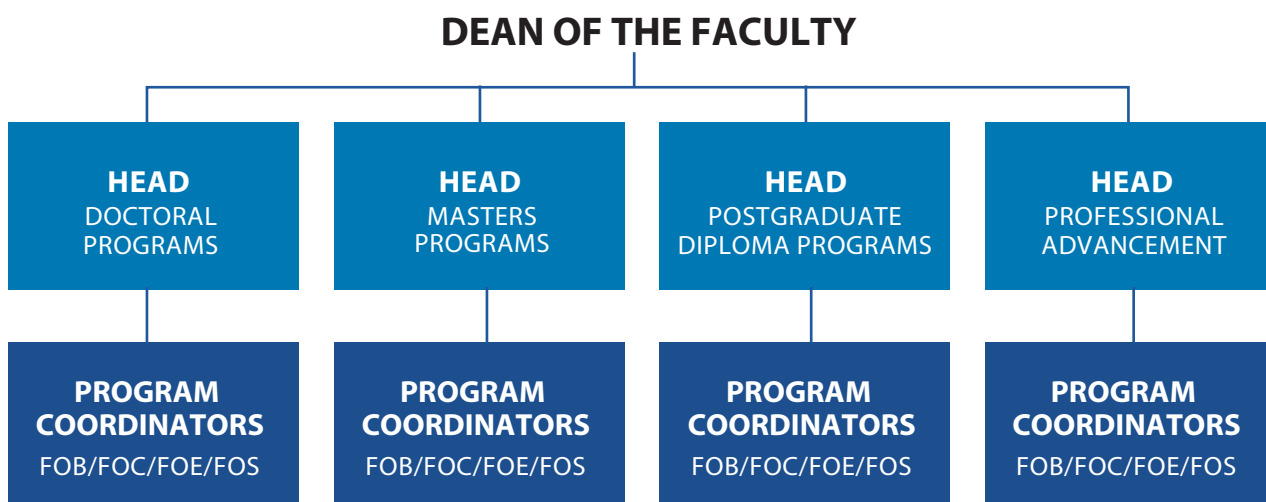 DEAN OF THE FACULTY
HEAD
DOCTORAL
PROGRAMS
HEAD
MASTERS
PROGRAMS
HEAD
POSTGRADUATE
DIPLOMA PROGRAMS
HEAD
PROFESSIONAL
ADVANCEMENT
PROGRAM
COORDINATORS
FOB/FOC/FOE/FOS
PROGRAM
COORDINATORS
FOB/FOC/FOE/FOS
PROGRAM
COORDINATORS
FOB/FOC/FOE/FOS
PROGRAM
COORDINATORS
FOB/FOC/FOE/FOS